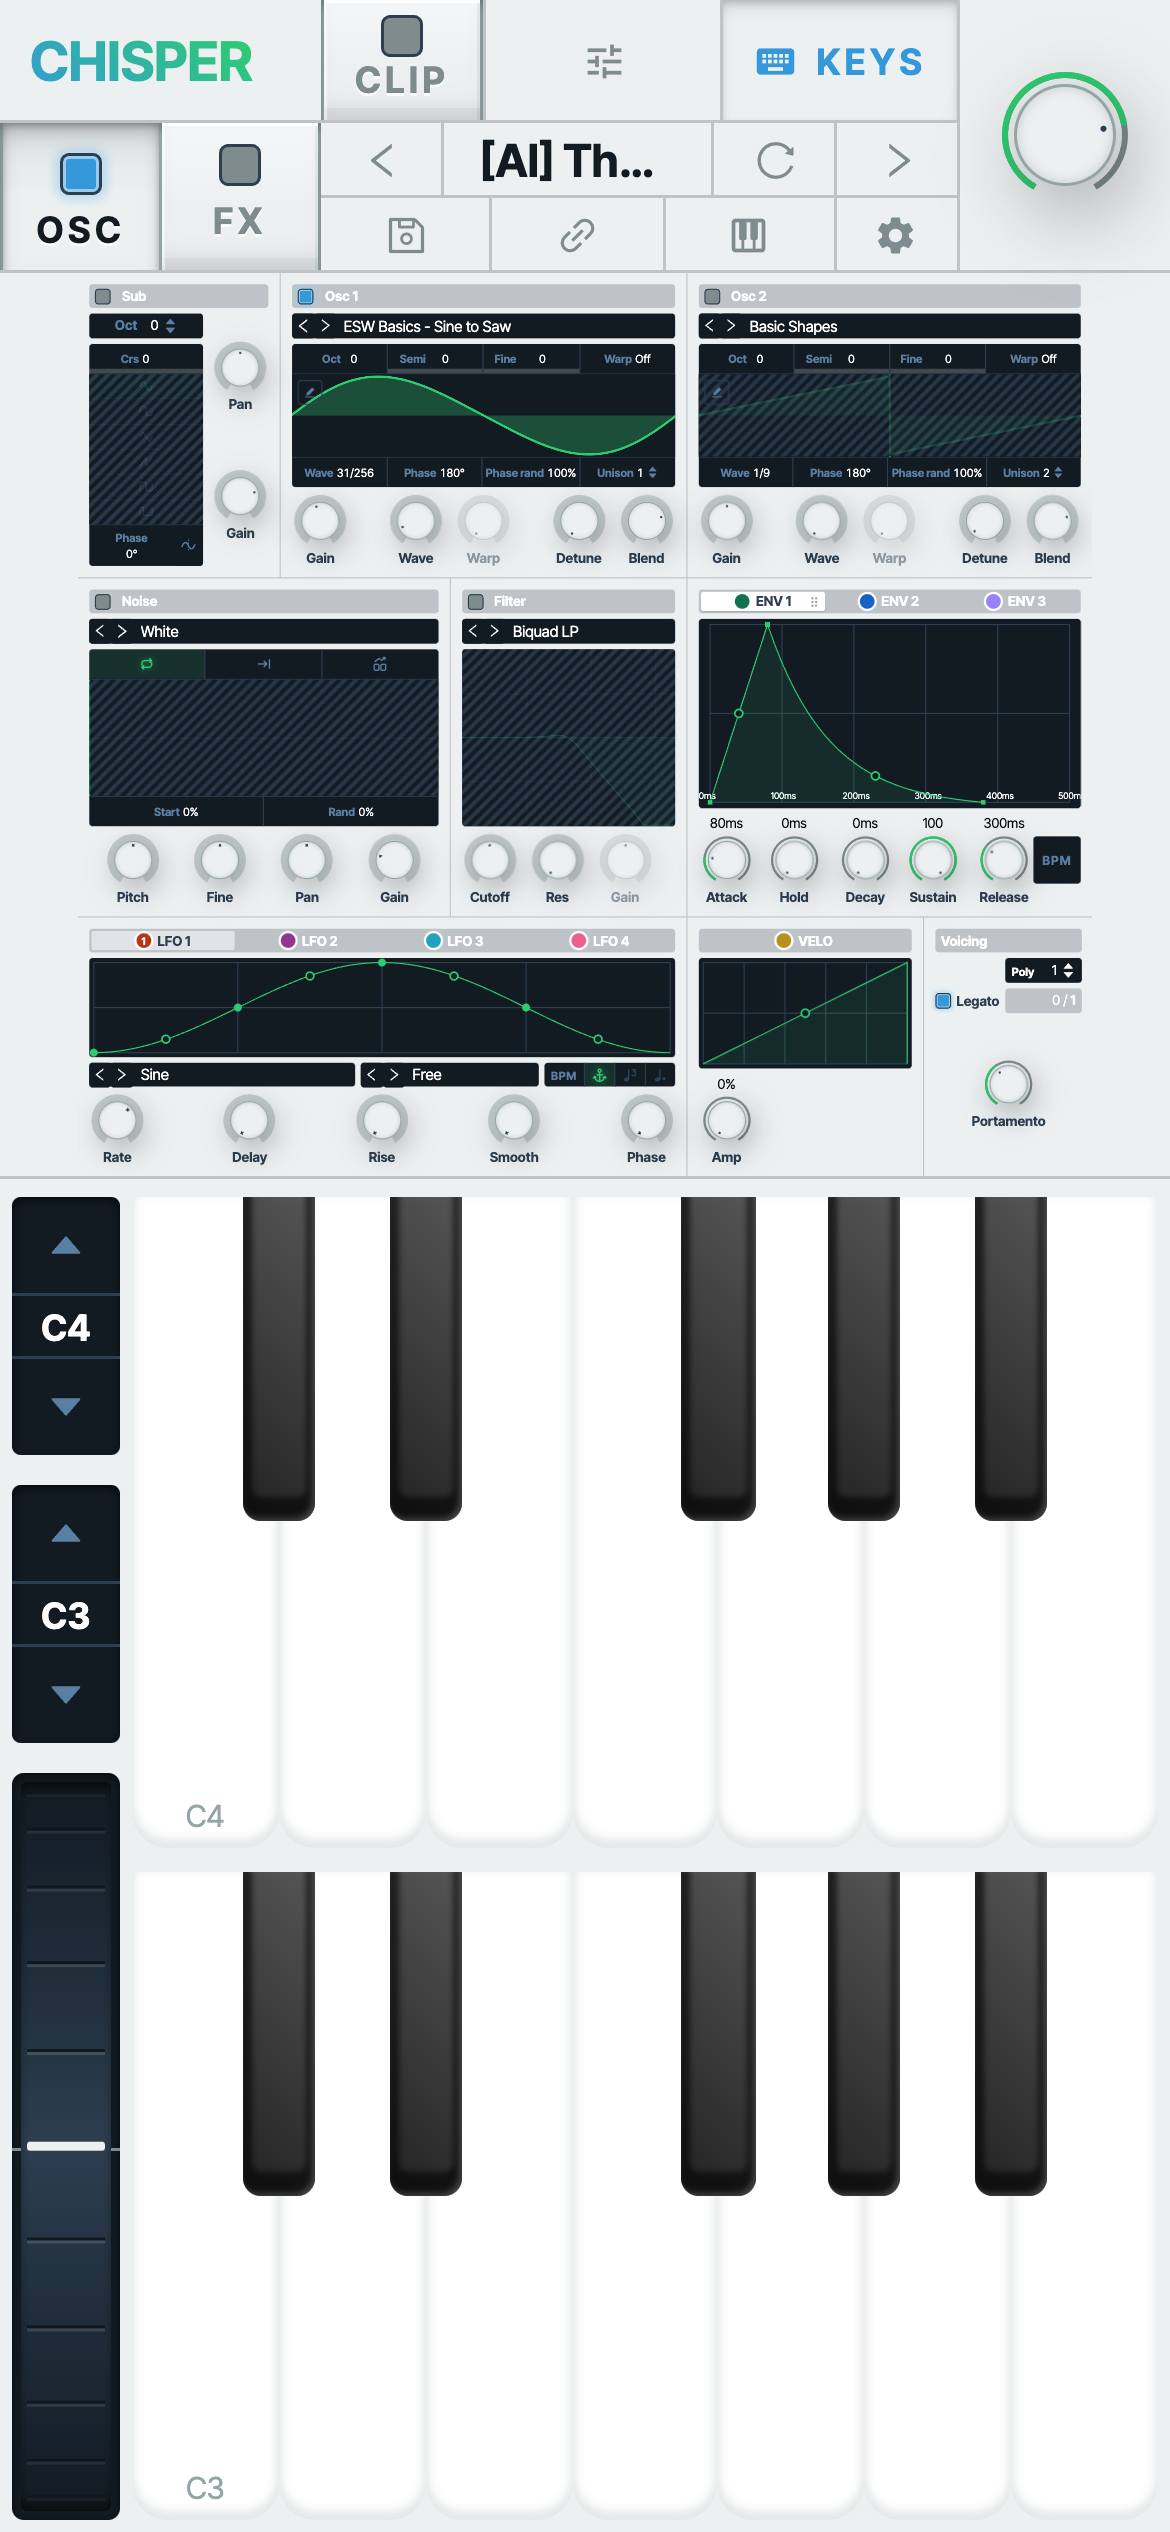 CHISPER
CLIP
KEYS
OSC
FX
[AI] Th...
Sub
Osc 1
Osc 2
Oct 0
ESW Basics - Sine to Saw
Basic Shapes
Crs 0
Oct 0 Semi 0 Fine 0 Warp Off
Oct 0 Semi 0 Fine 0 Warp Off
Pan
Wave 31/256 Phase 180° Phase rand 100% Unison 1
Wave 1/9 Phase 180° Phase rand 100% Unison 2
Gain
Phase
0°
Gain Wave Warp Detune Blend
Gain Wave Warp Detune Blend
Noise
Filter
ENV 1 ENV 2 ENV 3
White
Biquad LP
0ms 100ms 200ms 300ms 400ms 500m
Start 0% Rand 0%
80ms 0ms 0ms 100 300ms
BPM
Pitch Fine Pan Gain
Cutoff Res Gain
Attack Hold Decay Sustain Release
1 LFO 1 LFO 2 LFO 3 LFO 4
VELO
Voicing
Poly 1
Legato 0 / 1
Sine
Free
BPM 3
0%
Portamento
Rate Delay Rise Smooth Phase
Amp
C4
C3
C4
C3